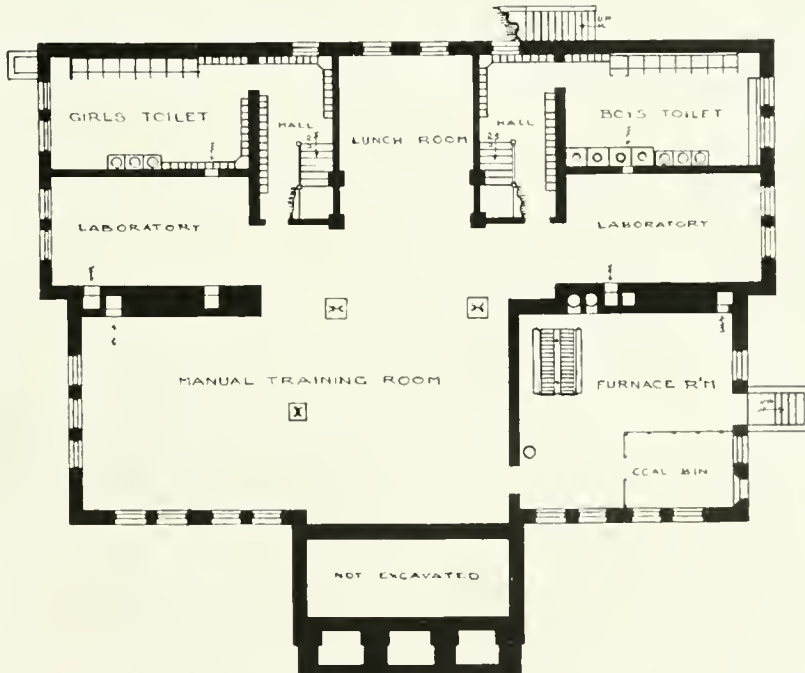 UP
GIRLS TOILET
HALL
LUNCH ROOM
HALL
BOYS TOILET
LABORATORY
LABORATORY
MANUAL TRAINING ROOM
FURNACE R'M
COAL BIN
NOT EXCAVATED